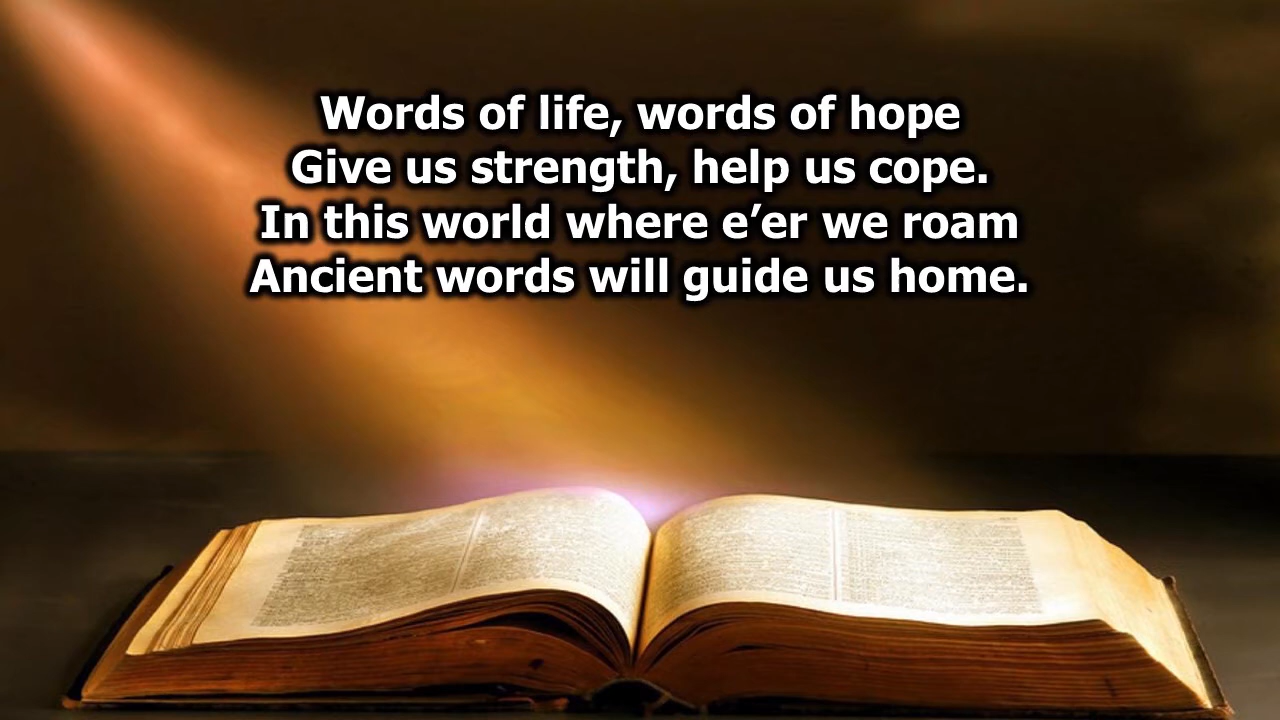 Words of life, words of hope
Give us strength, help us cope.
In this world where e’er we roam
Ancient words will guide us home.